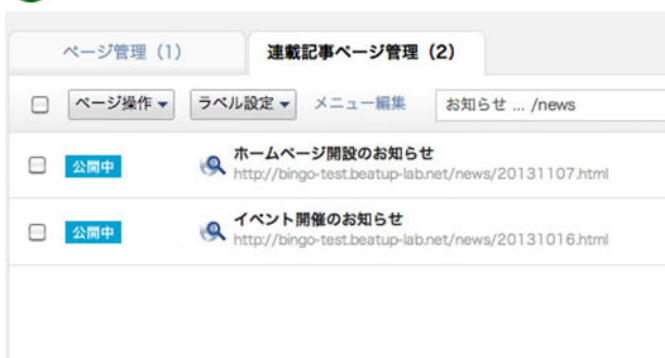 ページ管理（1）
連載記事ページ管理（2）
ページ操作
ラベル設定
メニュー編集
お知らせ ... /news
公開中
ホームページ開設のお知らせ
http://bingo-test.beatup-lab.net/news/20131107.html
公開中
イベント開催のお知らせ
http://bingo-test.beatup-lab.net/news/20131016.html